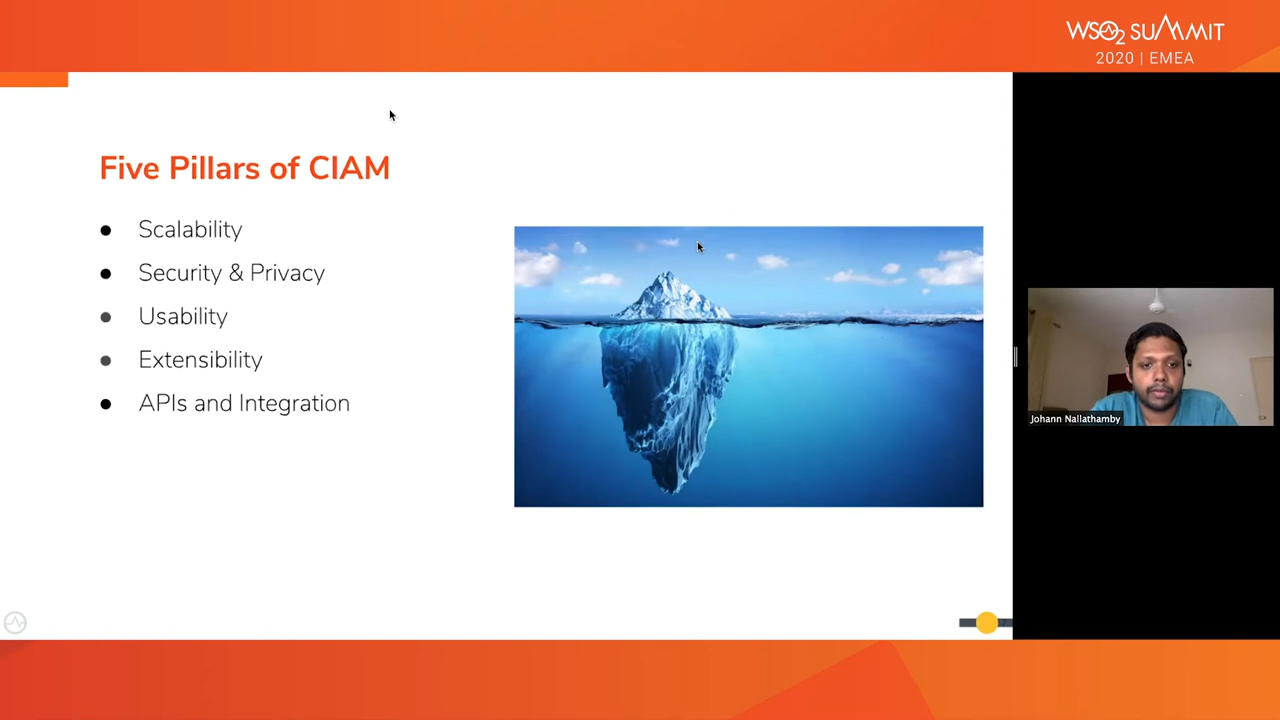 WSO2 SUMMIT
2020 | EMEA
Five Pillars of CIAM
● Scalability
● Security & Privacy
● Usability
● Extensibility
● APIs and Integration
Johann Nallathamby